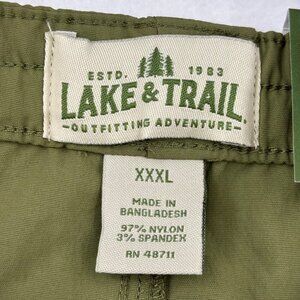 ESTD. 1983
LAKE & TRAIL.
-OUTFITTING ADVENTURE-
XXXL
MADE IN
BANGLADESH
97% NYLON
3% SPANDEX
RN 48711